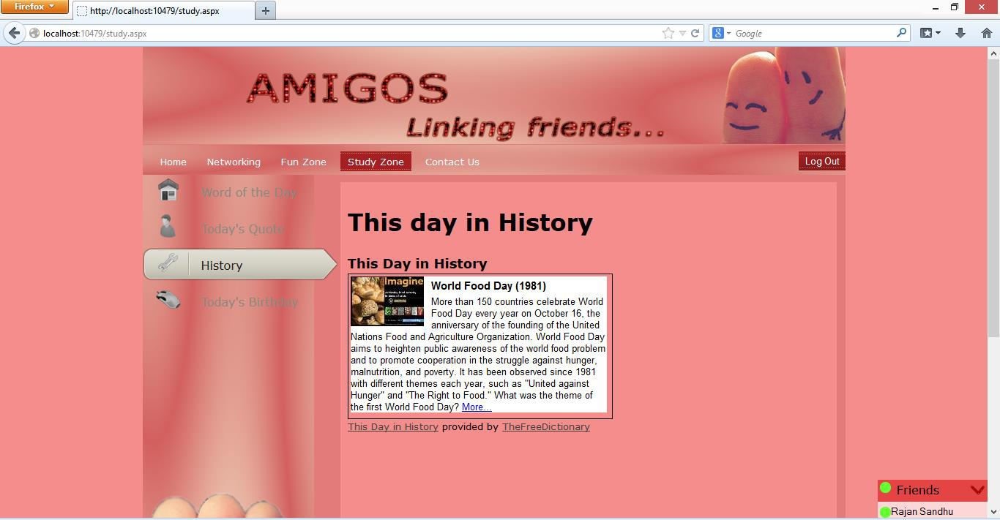 Firefox
http://localhost:10479/study.aspx
localhost:10479/study.aspx
Google
AMIGOS
Linking friends...
Home Networking Fun Zone Study Zone Contact Us Log Out
Word of the Day
Today's Quote
History
Today's Birthday
This day in History
This Day in History
Imagine
World Food Day (1981)
More than 150 countries celebrate World
Food Day every year on October 16, the
anniversary of the founding of the United
Nations Food and Agriculture Organization. World Food Day
aims to heighten public awareness of the world food problem
and to promote cooperation in the struggle against hunger,
malnutrition, and poverty. It has been observed since 1981
with different themes each year, such as "United against
Hunger" and "The Right to Food." What was the theme of
the first World Food Day? More...
This Day in History provided by TheFreeDictionary
Friends
Rajan Sandhu